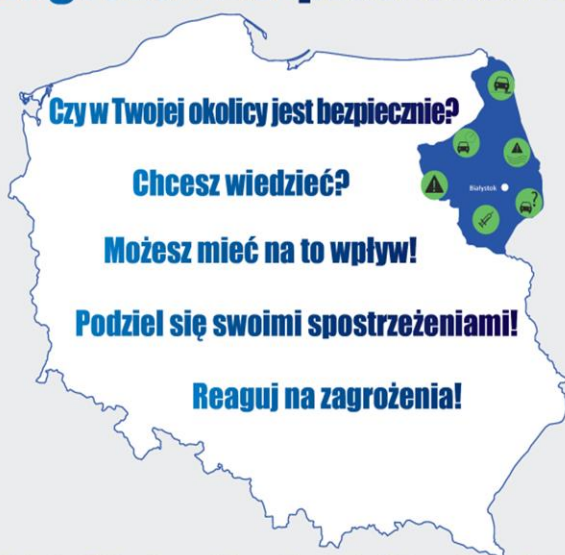 Czy w Twojej okolicy jest bezpiecznie?
Chcesz wiedzieć?
Białystok
Możesz mieć na to wpływ!
Podziel się swoimi spostrzeżeniami!
Reaguj na zagrożenia!